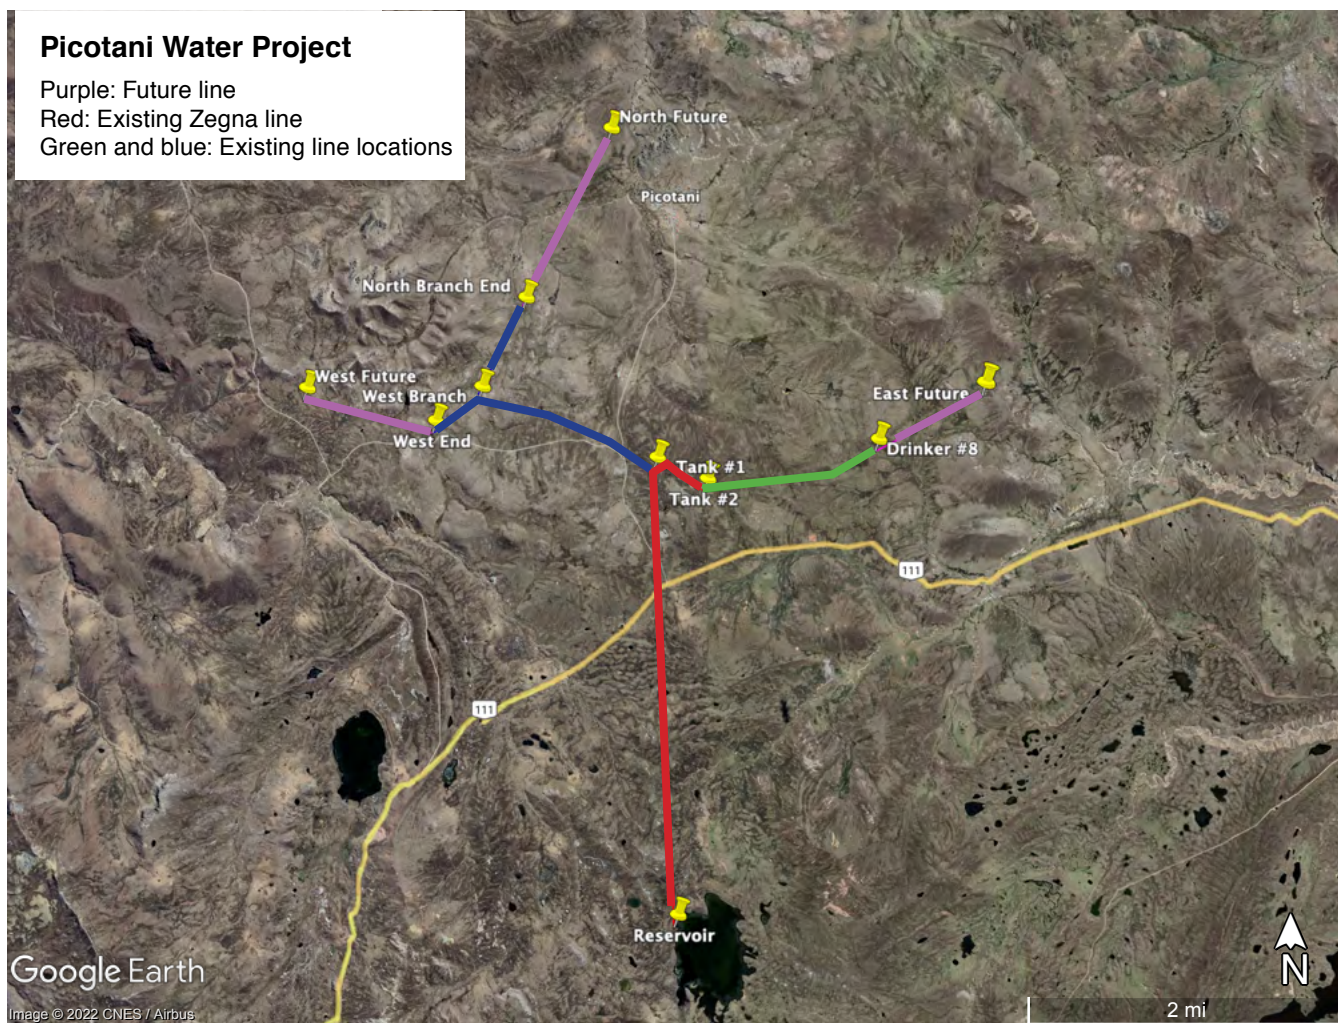 Picotani Water Project
Purple: Future line
Red: Existing Zegna line
Green and blue: Existing line locations
North Future
Picotani
North Branch End
West Future
West Branch
East Future
West End
Drinker #8
Tank #1
Tank #2
111
111
Reservoir
Google Earth
N
Image © 2022 CNES / Airbus
2 mi